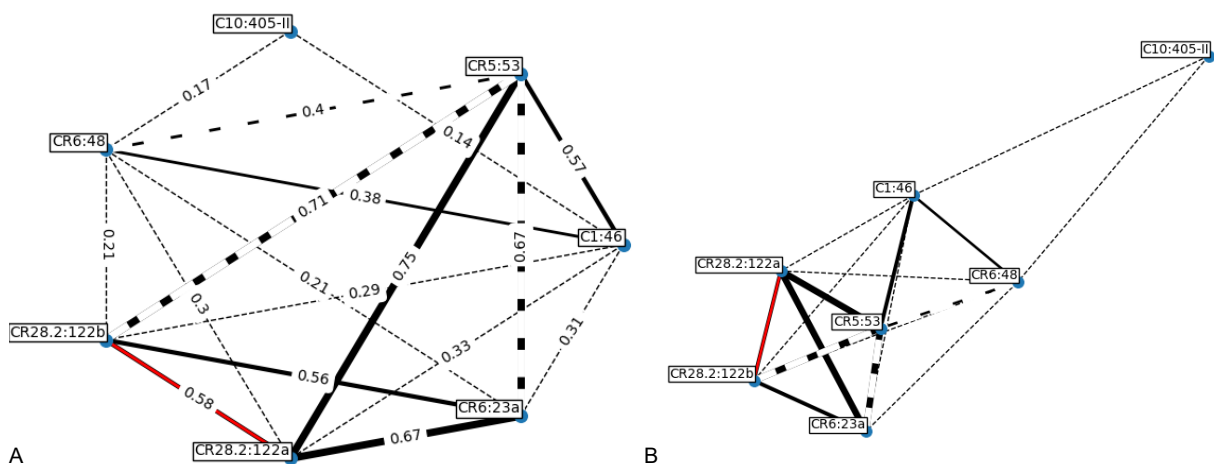 C10:405-II
CR5:53
0.17
0.4
0.14
CR6:48
0.57
0.38
0.71
0.67
C1:46
0.21
0.75
0.29
0.21
0.3
0.31
CR28.2:122b
0.33
0.56
0.58
CR6:23a
0.67
CR28.2:122a
A
C10:405-II
C1:46
CR28.2:122a
CR6:48
CR5:53
CR28.2:122b
CR6:23a
B